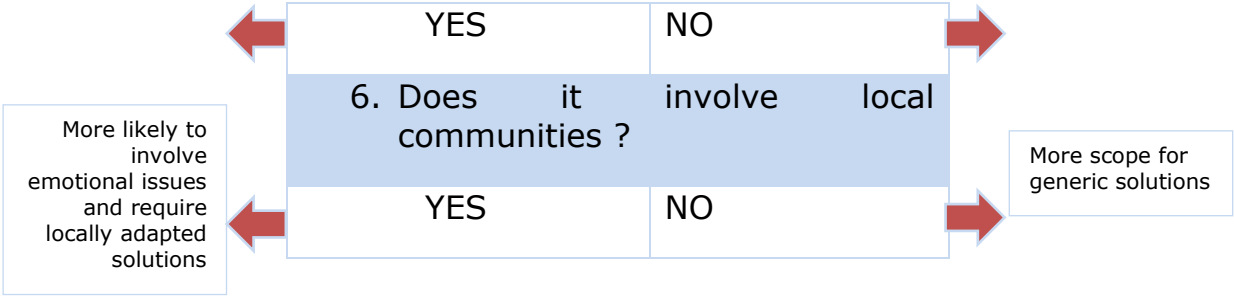 YES NO
6. Does it involve local
communities ?
More likely to
involve
emotional issues
and require
locally adapted
solutions
YES NO
More scope for
generic solutions